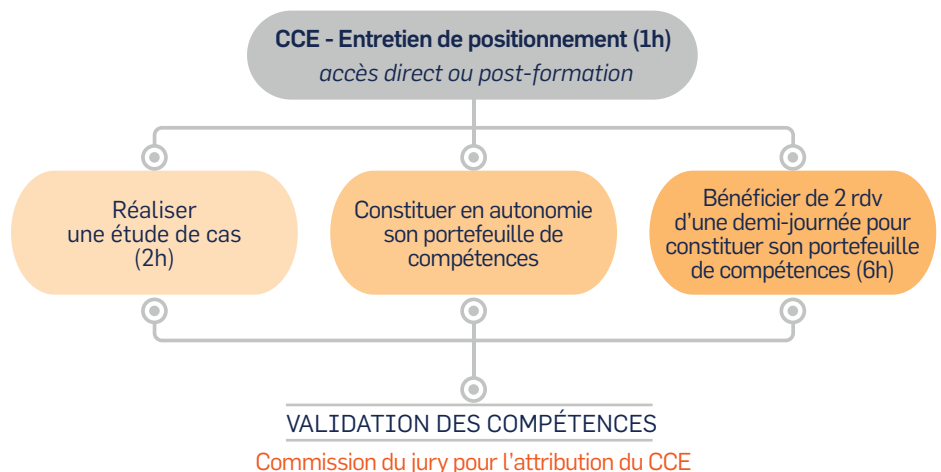 CCE - Entretien de positionnement (1h)
accès direct ou post-formation
Réaliser
une étude de cas
(2h)
Constituer en autonomie
son portefeuille de
compétences
Bénéficier de 2 rdv
d'une demi-journée pour
constituer son portefeuille
de compétences (6h)
VALIDATION DES COMPÉTENCES
Commission du jury pour l'attribution du CCE